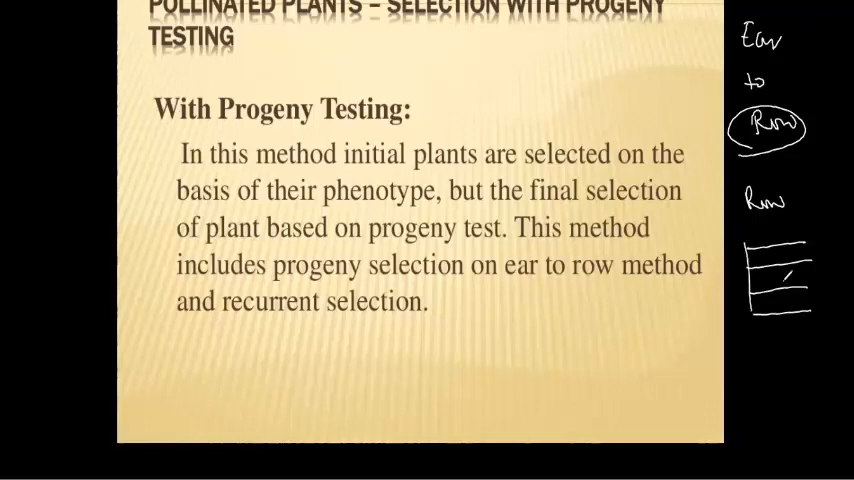 POLLINATED PLANTS – SELECTION WITH PROGENY
TESTING
With Progeny Testing:
In this method initial plants are selected on the
basis of their phenotype, but the final selection
of plant based on progeny test. This method
includes progeny selection on ear to row method
and recurrent selection.
Ear
to
Row
Row